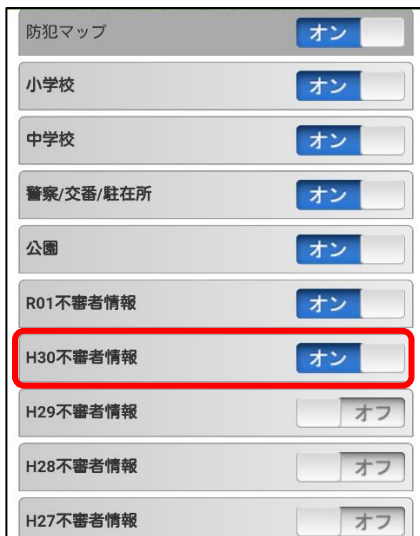 防犯マップ オン
小学校 オン
中学校 オン
警察/交番/駐在所 オン
公園 オン
R01不審者情報 オン
H30不審者情報 オン
H29不審者情報 オフ
H28不審者情報 オフ
H27不審者情報 オフ